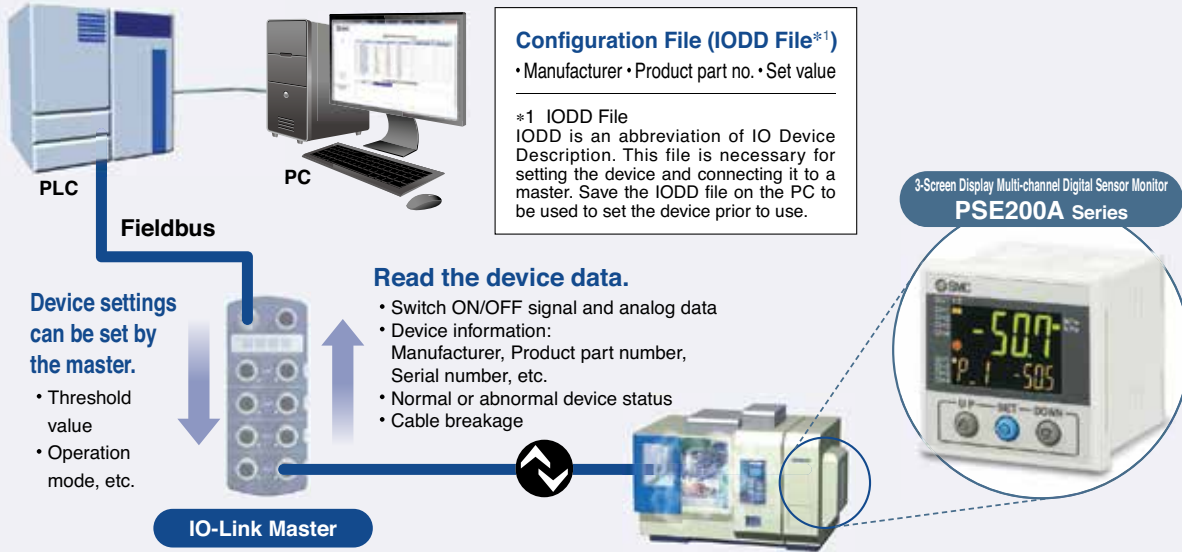 Configuration File (IODD File*1)
• Manufacturer • Product part no. • Set value
*1 IODD File
IODD is an abbreviation of IO Device
Description. This file is necessary for
setting the device and connecting it to a
master. Save the IODD file on the PC to
be used to set the device prior to use.
PLC
PC
Fieldbus
3-Screen Display Multi-channel Digital Sensor Monitor
PSE200A Series
Device settings
can be set by
the master.
• Threshold
value
• Operation
mode, etc.
Read the device data.
• Switch ON/OFF signal and analog data
• Device information:
Manufacturer, Product part number,
Serial number, etc.
• Normal or abnormal device status
• Cable breakage
IO-Link Master
SMC
-50.7
P_1 -50.5
UP SET DOWN